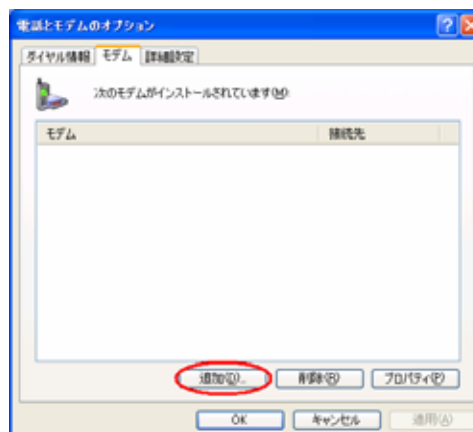 電話とモデムのオプション
ダイヤル情報 モデム 詳細設定
次のモデムがインストールされています(M):
モデム 接続先
追加(D)... 削除(R) プロパティ(P)
OK キャンセル 適用(A)